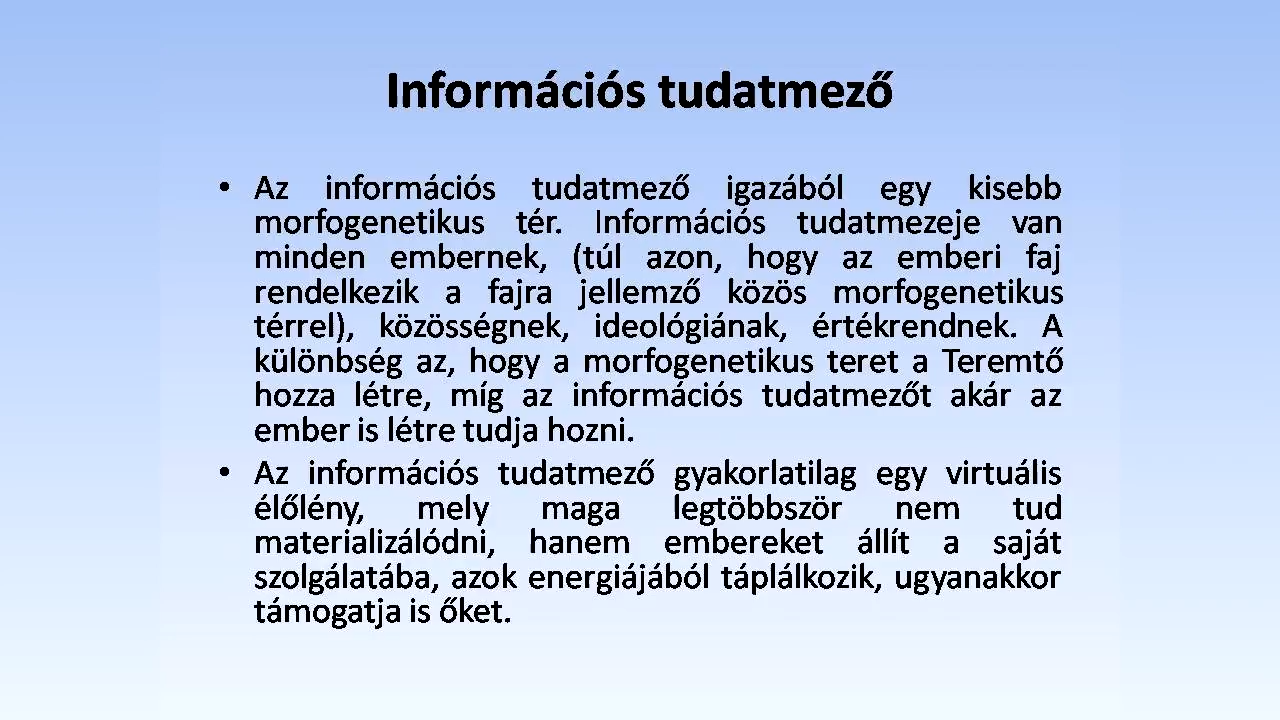 Információs tudatmező
• Az információs tudatmező igazából egy kisebb
morfogenetikus tér. Információs tudatmezeje van
minden embernek, (túl azon, hogy az emberi faj
rendelkezik a fajra jellemző közös morfogenetikus
térrel), közösségnek, ideológiának, értékrendnek. A
különbség az, hogy a morfogenetikus teret a Teremtő
hozza létre, míg az információs tudatmezőt akár az
ember is létre tudja hozni.
• Az információs tudatmező gyakorlatilag egy virtuális
élőlény, mely maga legtöbbször nem tud
materializálódni, hanem embereket állít a saját
szolgálatába, azok energiájából táplálkozik, ugyanakkor
támogatja is őket.